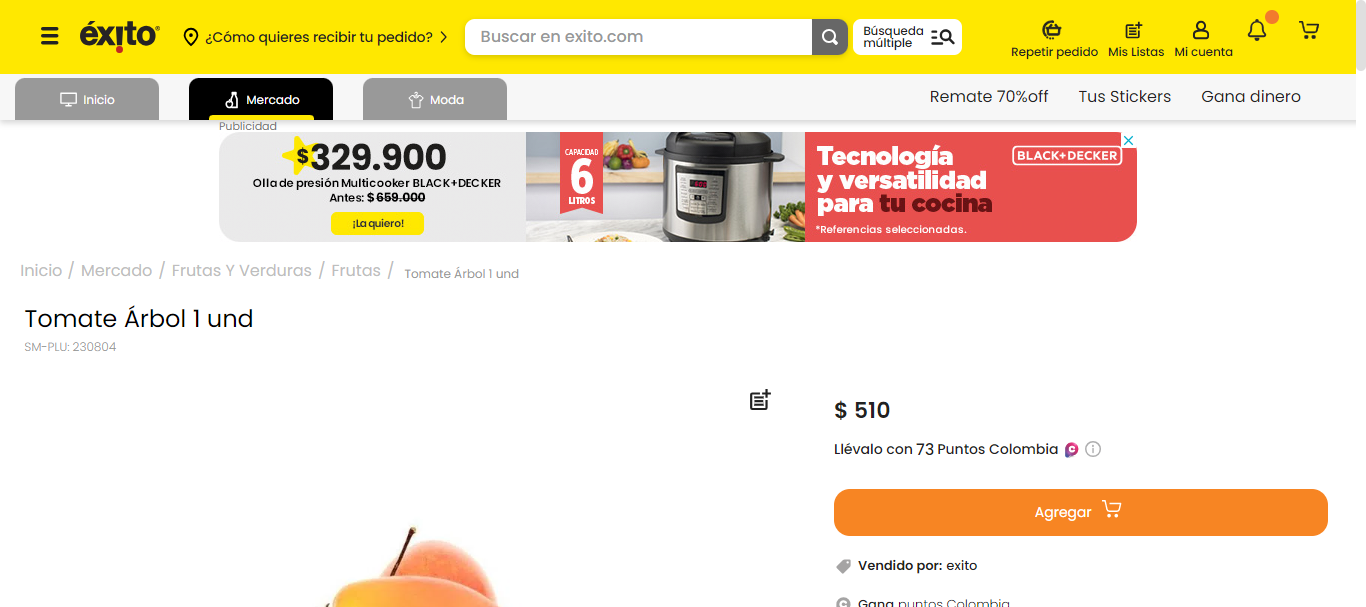 éxito
¿Cómo quieres recibir tu pedido?
Buscar en exito.com
Búsqueda
múltiple
Repetir pedido
Mis Listas
Mi cuenta
Inicio
Mercado
Moda
Remate 70%off
Tus Stickers
Gana dinero
Publicidad
$329.900
Olla de presión Multicooker BLACK+DECKER
Antes: $ 659.000
¡La quiero!
CAPACIDAD
6
LITROS
Tecnología
y versatilidad
para tu cocina
*Referencias seleccionadas.
BLACK+DECKER
Inicio / Mercado / Frutas Y Verduras / Frutas / Tomate Árbol 1 und
Tomate Árbol 1 und
SM-PLU: 230804
$ 510
Llévalo con 73 Puntos Colombia
Agregar
Vendido por: exito
Gana puntos Colombia